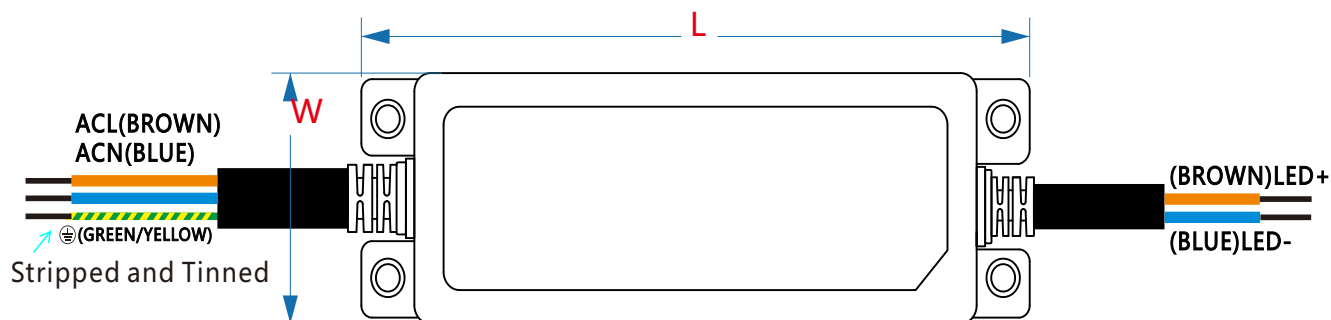 L
W
ACL(BROWN)
ACN(BLUE)
(GREEN/YELLOW)
Stripped and Tinned
(BROWN)LED+
(BLUE)LED-